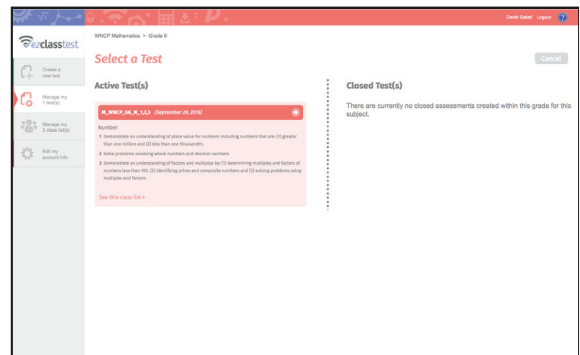 David Galati Logout ?
WNCP Mathematics > Grade 6
ezclasstest
Select a Test
Cancel
Create a
new test
Manage my
1 test(s)
Manage my
2 class list(s)
Edit my
account info
Active Test(s)
M_WNCP_6A_N_1,2,3 (September 29, 2015)
Number
1 Demonstrate an understanding of place value for numbers including numbers that are (1) greater
than one million and (2) less than one thousandth.
2 Solve problems involving whole numbers and decimal numbers.
3 Demonstrate an understanding of factors and multiples by: (1) determining multiples and factors of
numbers less than 100, (2) identifying prime and composite numbers and (3) solving problems using
multiples and factors.
See this class list >
Closed Test(s)
There are currently no closed assessments created within this grade for this
subject.